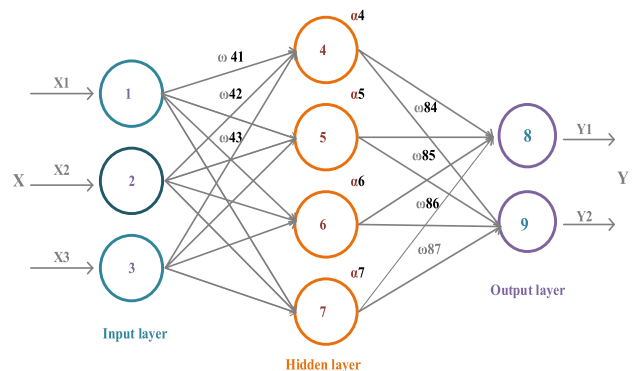 α4
4
ω 41
X1
1
ω42
α5
ω84
ω43
5
8
Y1
X
X2
2
α6
ω85
Y
6
ω86
9
Y2
X3
3
α7
ω87
7
Output layer
Input layer
Hidden layer